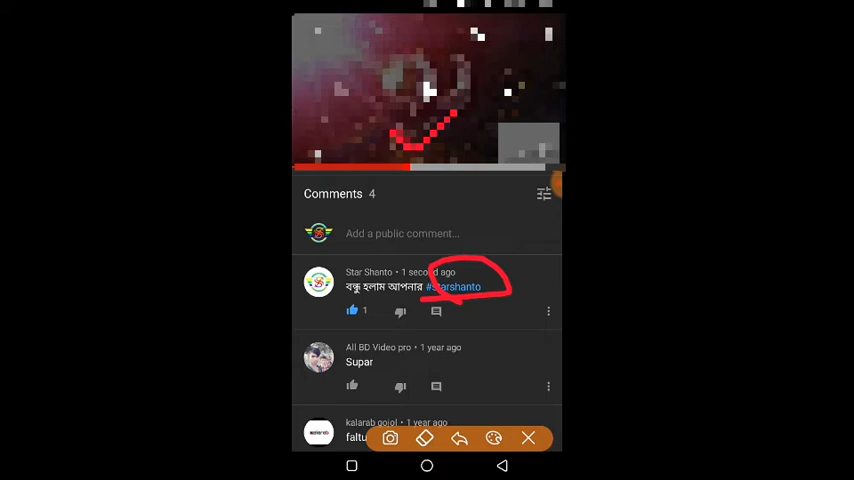 Comments 4
Add a public comment...
Star Shanto • 1 second ago
বন্ধু হলাম আপনার #starshanto
1
All BD Video pro • 1 year ago
Supar
kalarab gojol • 1 year ago
faltu